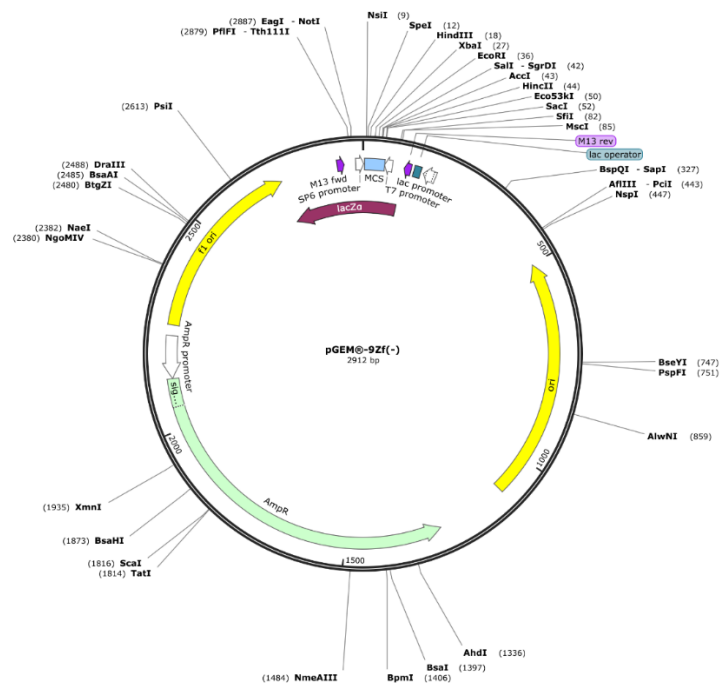 (2887) EagI - NotI
(2879) PflFI - Tth111I
NsiI (9)
SpeI (12)
HindIII (18)
XbaI (27)
EcoRI (36)
SalI - SgrDI (42)
AccI (43)
HincII (44)
Eco53kI (50)
SacI (52)
SfiI (82)
MscI (85)
M13 rev
lac operator
BspQI - SapI (327)
AflIII - PciI (443)
NspI (447)
(2613) PsiI
(2488) DraIII
(2485) BsaAI
(2480) BtgZI
(2382) NaeI
(2380) NgoMIV
M13 fwd
SP6 promoter
MCS
T7 promoter
lac promoter
lacZα
2500
f1 ori
500
AmpR promoter
sig...
pGEM®-9Zf(-)
2912 bp
ori
BseYI (747)
PspFI (751)
AlwNI (859)
2000
1000
AmpR
1500
(1935) XmnI
(1873) BsaHI
(1816) ScaI
(1814) TatI
AhdI (1336)
BsaI (1397)
BpmI (1406)
(1484) NmeAIII